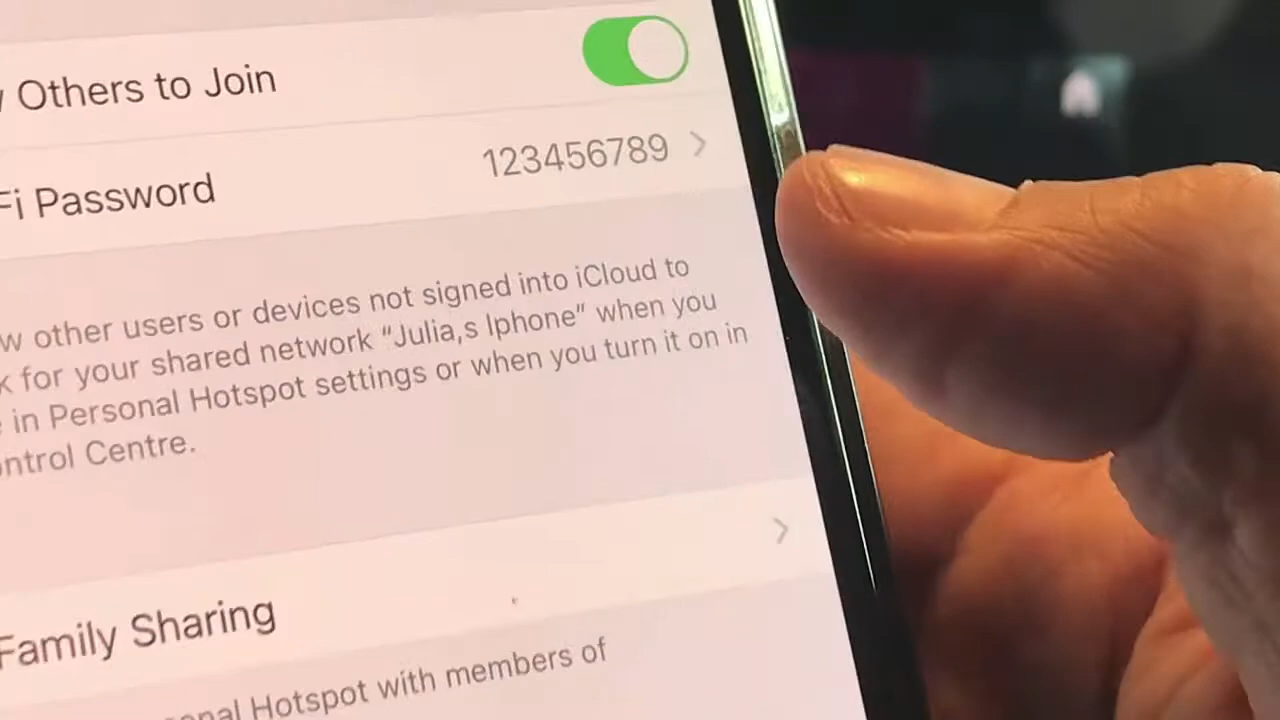 Others to Join
Fi Password 123456789
w other users or devices not signed into iCloud to
k for your shared network “Julia,s Iphone” when you
in Personal Hotspot settings or when you turn it on in
ntrol Centre.
Family Sharing
onal Hotspot with members of